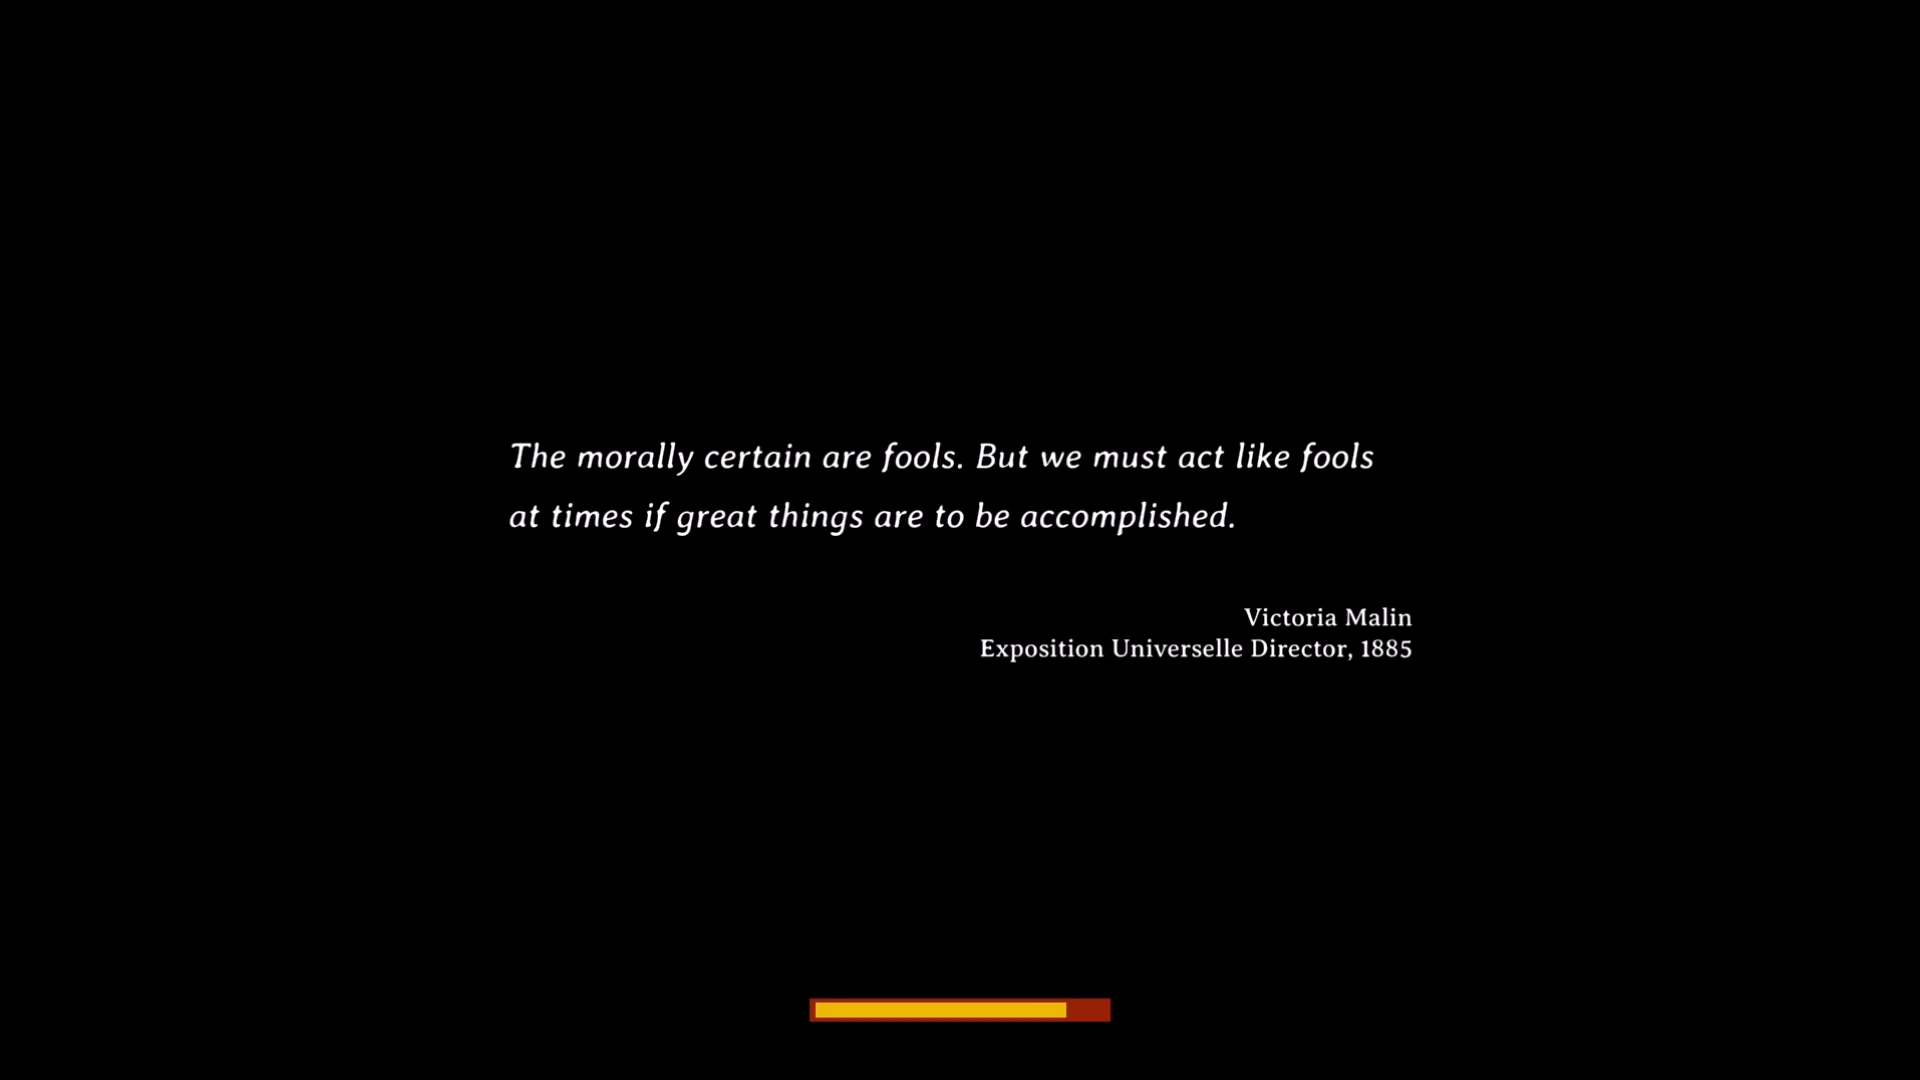 The morally certain are fools. But we must act like fools
at times if great things are to be accomplished.
Victoria Malin
Exposition Universelle Director, 1885